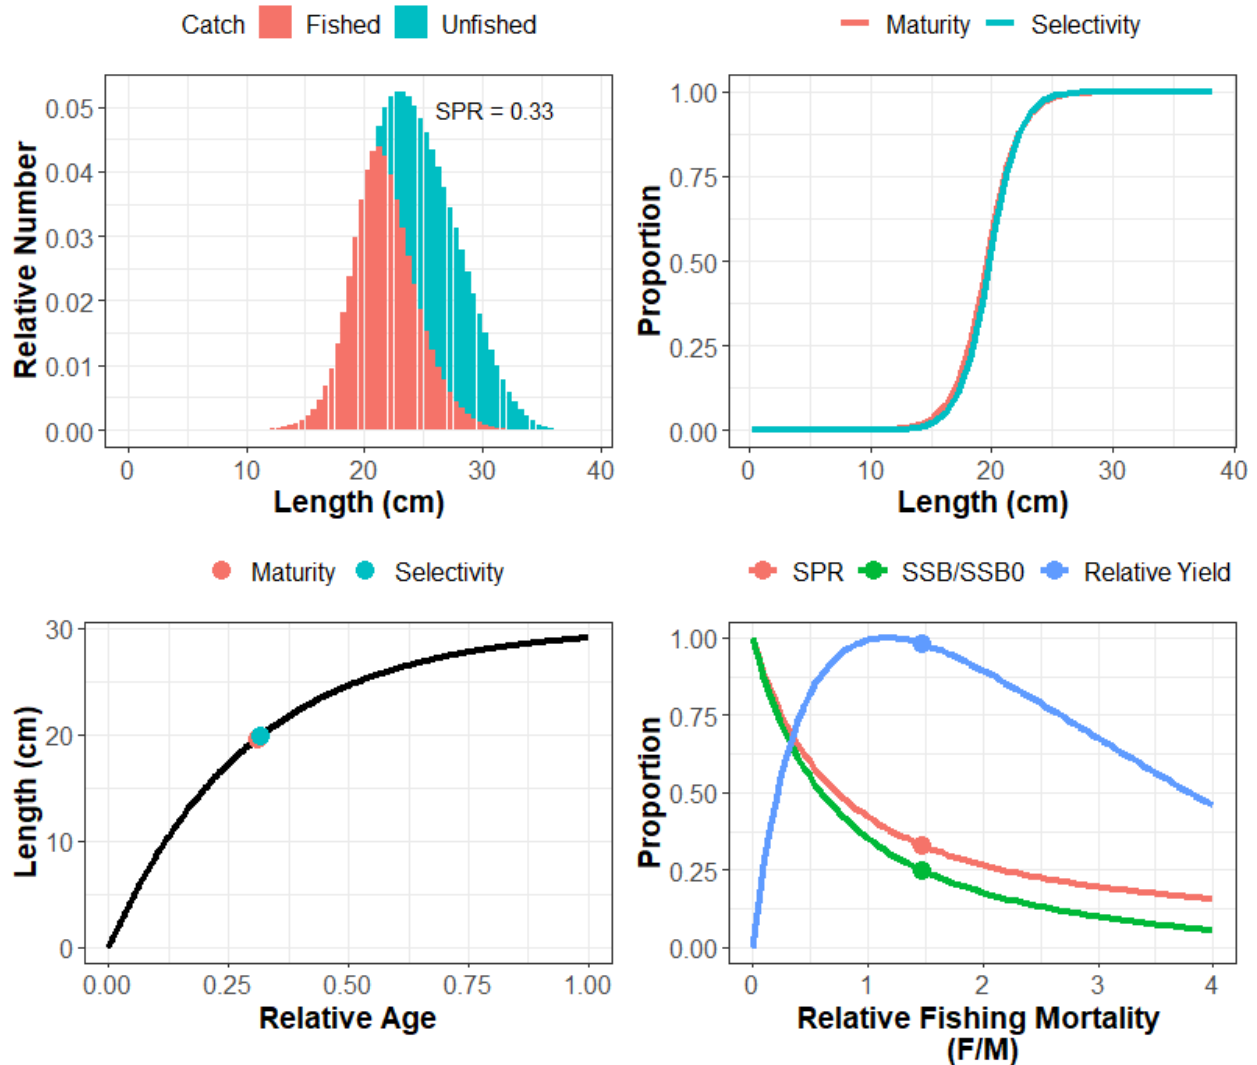 Catch Fished Unfished
SPR = 0.33
Relative Number
0.05
0.04
0.03
0.02
0.01
0.00
0 10 20 30 40
Length (cm)
Maturity Selectivity
Proportion
1.00
0.75
0.50
0.25
0.00
0 10 20 30 40
Length (cm)
Maturity Selectivity
Length (cm)
30
20
10
0
0.00 0.25 0.50 0.75 1.00
Relative Age
SPR SSB/SSB0 Relative Yield
Proportion
1.00
0.75
0.50
0.25
0.00
0 1 2 3 4
Relative Fishing Mortality
(F/M)